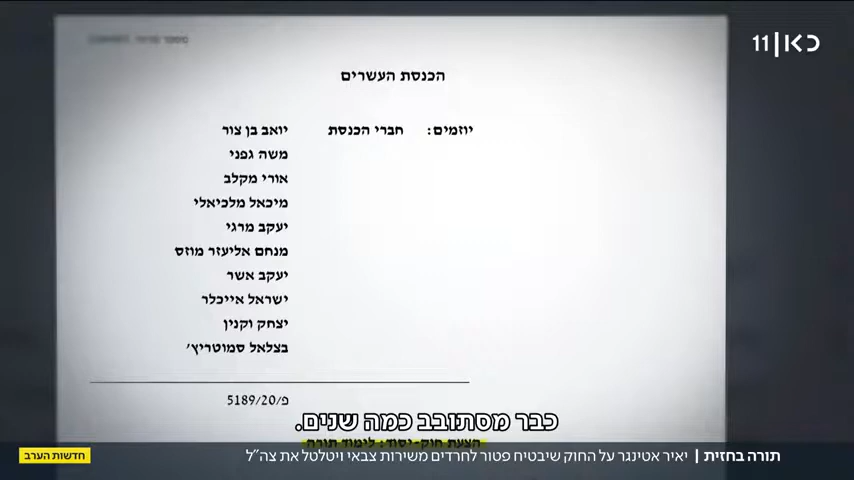 כאן 11
הכנסת העשרים
יוזמים: חברי הכנסת יואב בן צור
משה גפני
אורי מקלב
מיכאל מלכיאלי
יעקב מרגי
מנחם אליעזר מוזס
יעקב אשר
ישראל אייכלר
יצחק וקנין
בצלאל סמוטריץ'
פ/5189/20
כבר מסתובב כמה שנים.
הצעת חוק-יסוד: לימוד תורה
תורה בחזית | יאיר אטינגר על החוק שיבטיח פטור לחרדים משירות צבאי ויטלטל את צה"ל
חדשות הערב